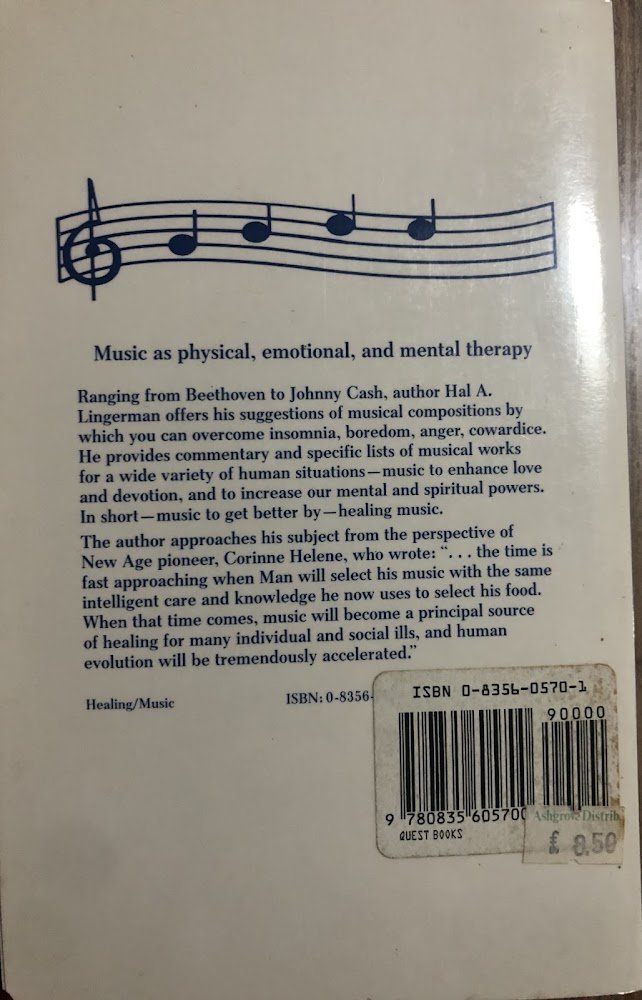 Music as physical, emotional, and mental therapy
Ranging from Beethoven to Johnny Cash, author Hal A.
Lingerman offers his suggestions of musical compositions by
which you can overcome insomnia, boredom, anger, cowardice.
He provides commentary and specific lists of musical works
for a wide variety of human situations—music to enhance love
and devotion, and to increase our mental and spiritual powers.
In short—music to get better by—healing music.
The author approaches his subject from the perspective of
New Age pioneer, Corinne Helene, who wrote: “. . . the time is
fast approaching when Man will select his music with the same
intelligent care and knowledge he now uses to select his food.
When that time comes, music will become a principal source
of healing for many individual and social ills, and human
evolution will be tremendously accelerated.”
Healing/Music
ISBN: 0-8356-
ISBN 0-8356-0570-1
90000
9 780835 605700
QUEST BOOKS
Ashgrove Distrib
£ 8.50